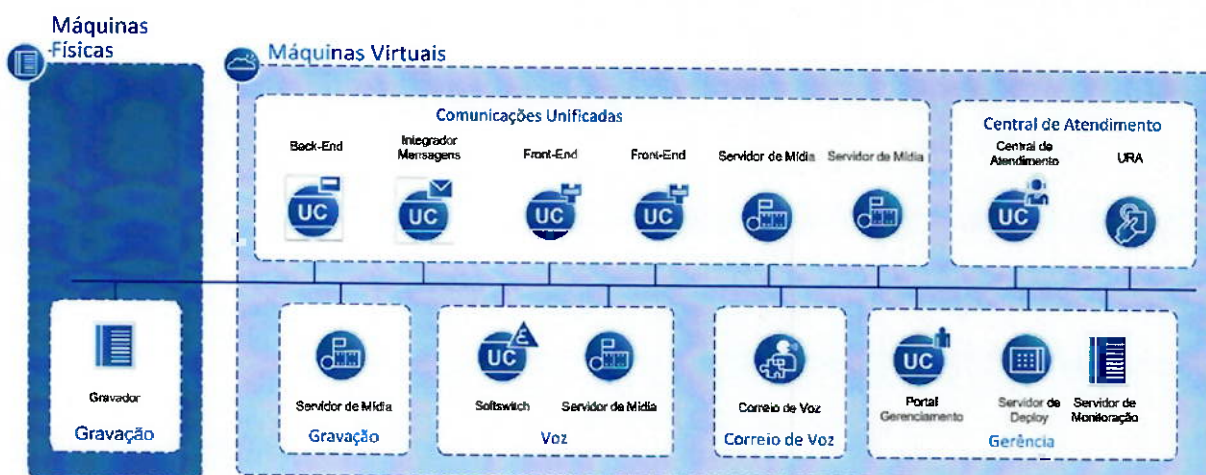 Máquinas
Físicas
Máquinas Virtuais
Comunicações Unificadas
Back-End
Integrador
Mensagens
Front-End
Front-End
Servidor de Mídia
Servidor de Mídia
UC
UC
UC
UC
Central de Atendimento
Central de
Atendimento
URA
UC
Gravador
Gravação
Servidor de Mídia
Gravação
UC
Softswitch
Servidor de Mídia
Voz
Correio de Voz
Correio de Voz
UC
Portal
Gerenciamento
Servidor de
Deploy
Servidor de
Monitoração
Gerência